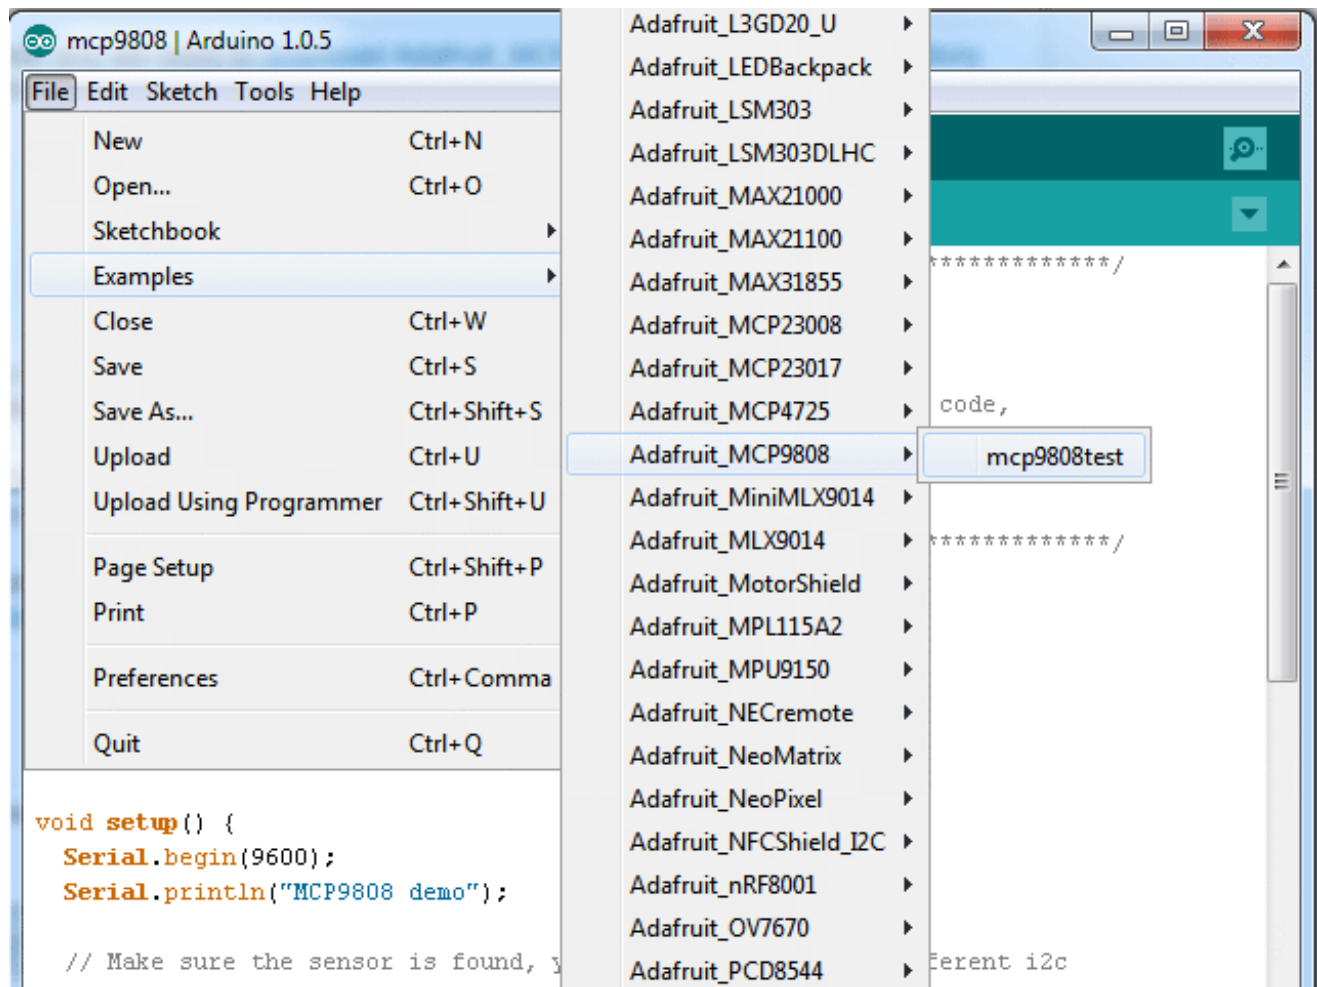 mcp9808 | Arduino 1.0.5
File Edit Sketch Tools Help
New Ctrl+N
Open... Ctrl+O
Sketchbook
Examples
Close Ctrl+W
Save Ctrl+S
Save As... Ctrl+Shift+S
Upload Ctrl+U
Upload Using Programmer Ctrl+Shift+U
Page Setup Ctrl+Shift+P
Print Ctrl+P
Preferences Ctrl+Comma
Quit Ctrl+Q
Adafruit_L3GD20_U
Adafruit_LEDBackpack
Adafruit_LSM303
Adafruit_LSM303DLHC
Adafruit_MAX21000
Adafruit_MAX21100
Adafruit_MAX31855
Adafruit_MCP23008
Adafruit_MCP23017
Adafruit_MCP4725
Adafruit_MCP9808
Adafruit_MiniMLX9014
Adafruit_MLX9014
Adafruit_MotorShield
Adafruit_MPL115A2
Adafruit_MPU9150
Adafruit_NECremote
Adafruit_NeoMatrix
Adafruit_NeoPixel
Adafruit_NFCShield_I2C
Adafruit_nRF8001
Adafruit_OV7670
Adafruit_PCD8544
mcp9808test
*************/
code,
*************/
void setup() {
Serial.begin(9600);
Serial.println("MCP9808 demo");
// Make sure the sensor is found, y
ferent i2c